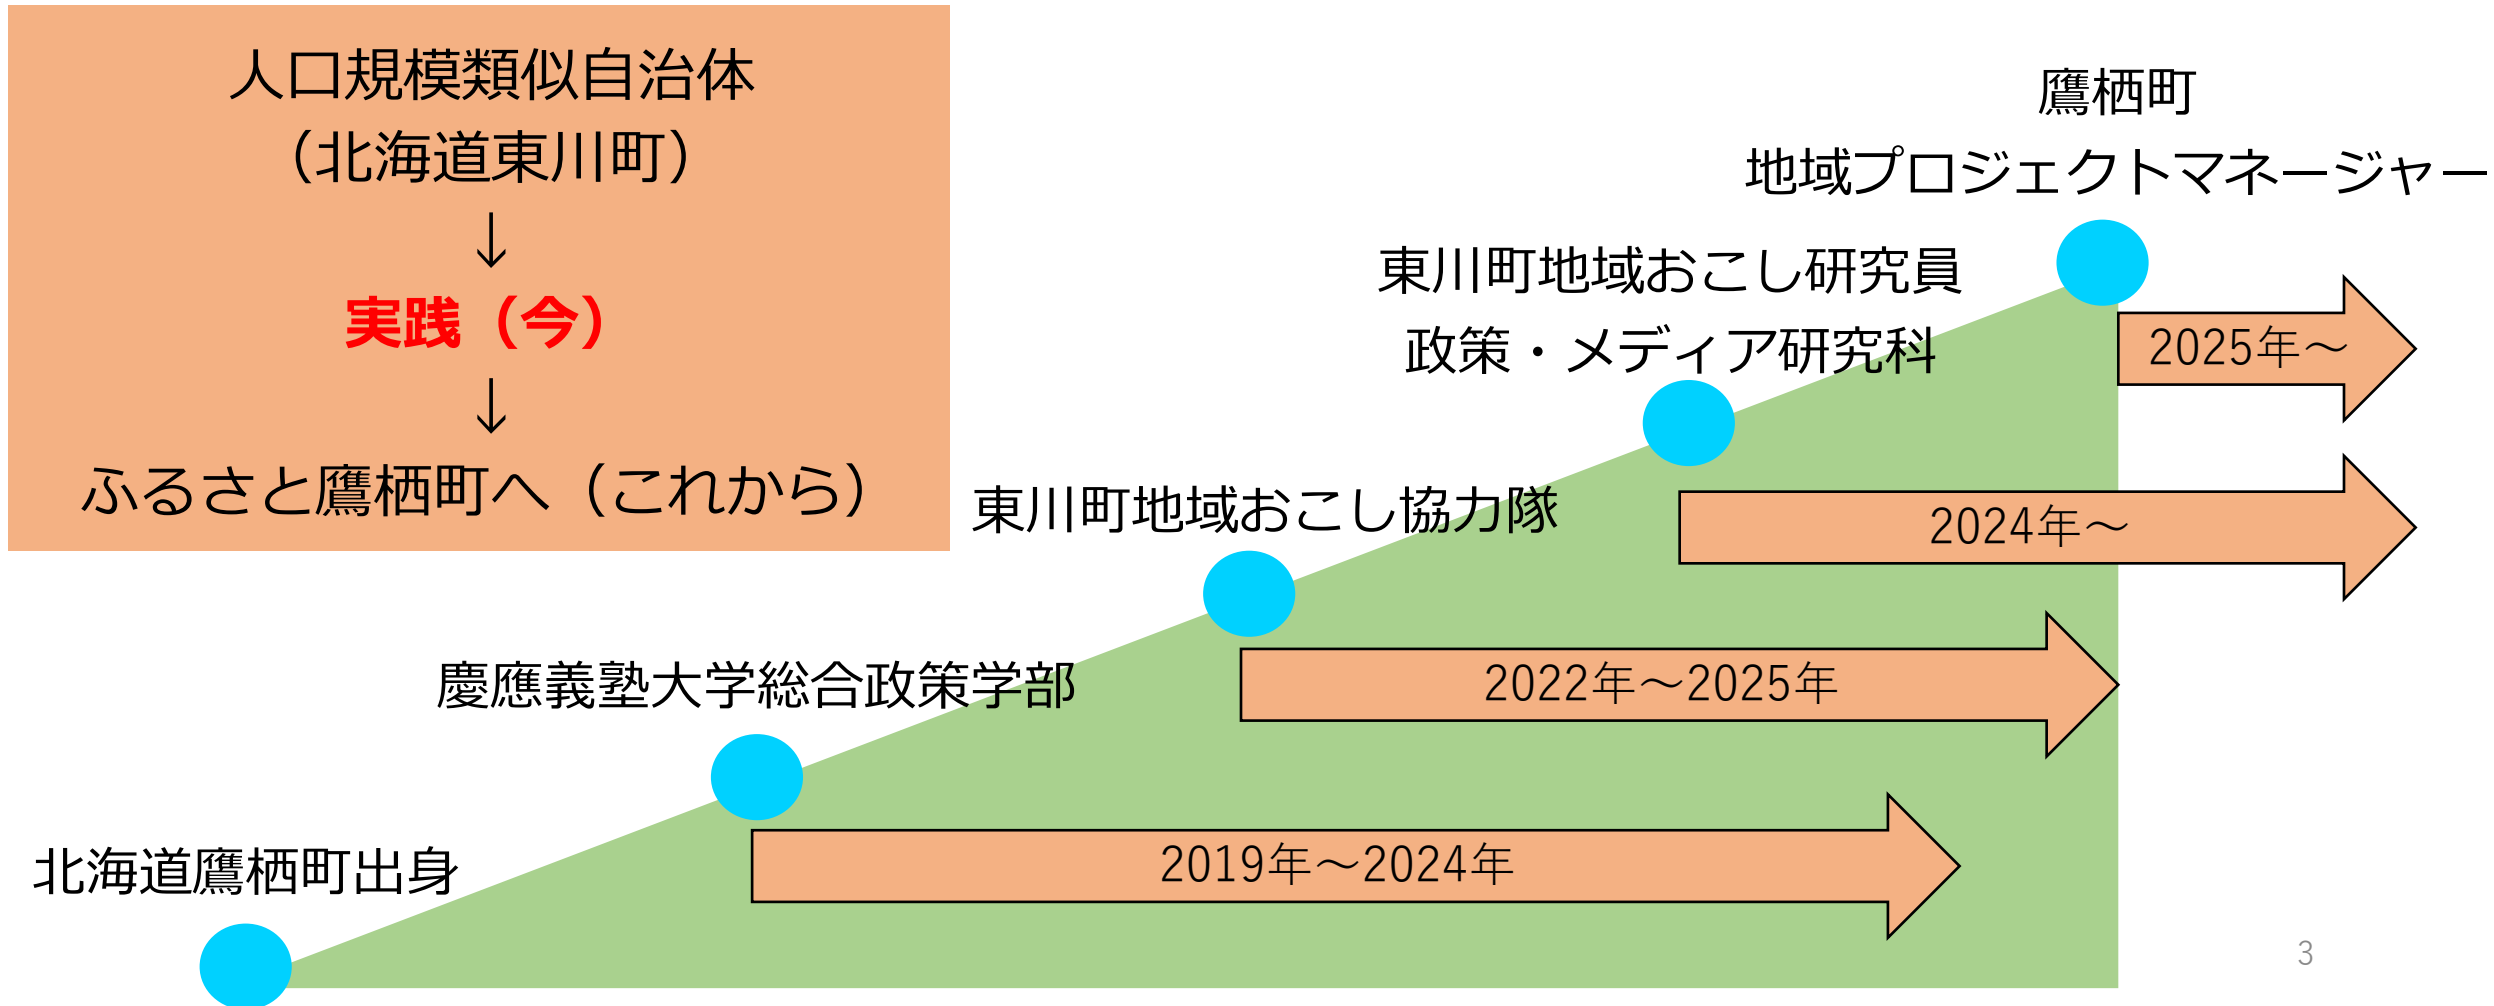 人口規模近似自治体
（北海道東川町）
↓
実践（今）
↓
ふるさと鷹栖町へ（これから）
鷹栖町
地プロ（ジェクトマネージャー）
東川地域おこし研究員
政策・メディア研究科
東川町地域おこし協力隊
慶應義塾大学総合政策学部
北海道鷹栖町出身
2025年～
2024年～
2022年～2025年
2019年～2024年
3